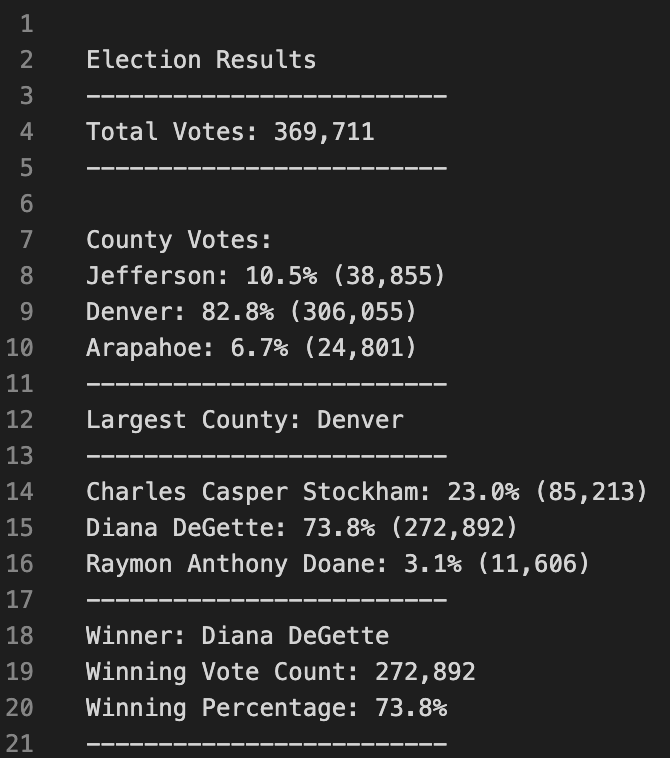 1
2 Election Results
3 -------------------------
4 Total Votes: 369,711
5 -------------------------
6
7 County Votes:
8 Jefferson: 10.5% (38,855)
9 Denver: 82.8% (306,055)
10 Arapahoe: 6.7% (24,801)
11 -------------------------
12 Largest County: Denver
13 -------------------------
14 Charles Casper Stockham: 23.0% (85,213)
15 Diana DeGette: 73.8% (272,892)
16 Raymon Anthony Doane: 3.1% (11,606)
17 -------------------------
18 Winner: Diana DeGette
19 Winning Vote Count: 272,892
20 Winning Percentage: 73.8%
21 -------------------------